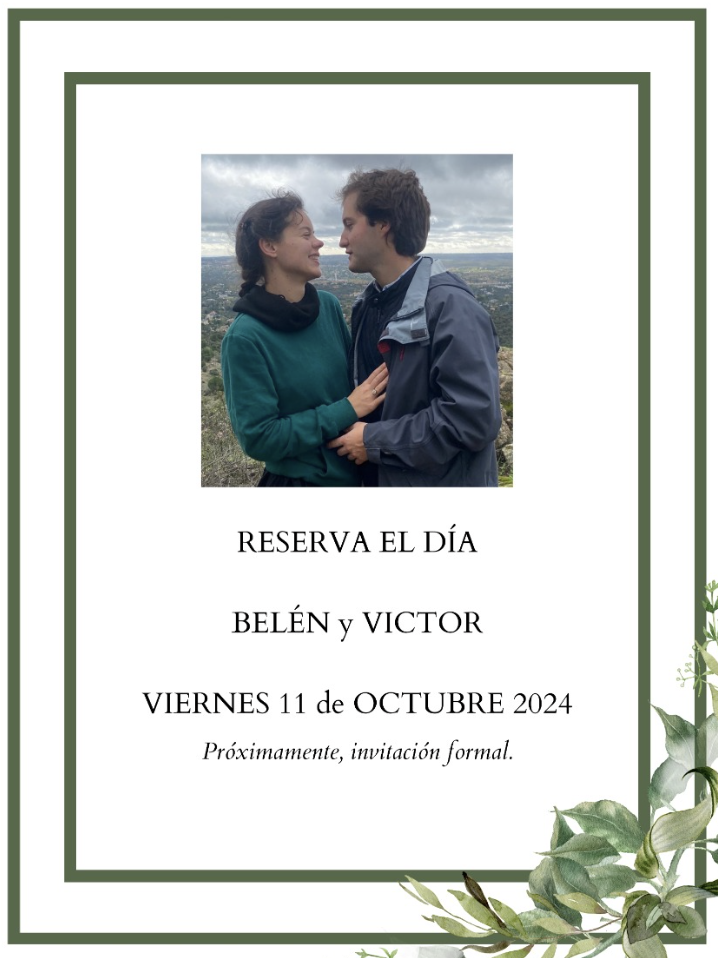 RESERVA EL DÍA
BELÉN y VICTOR
VIERNES 11 de OCTUBRE 2024
Próximamente, invitación formal.